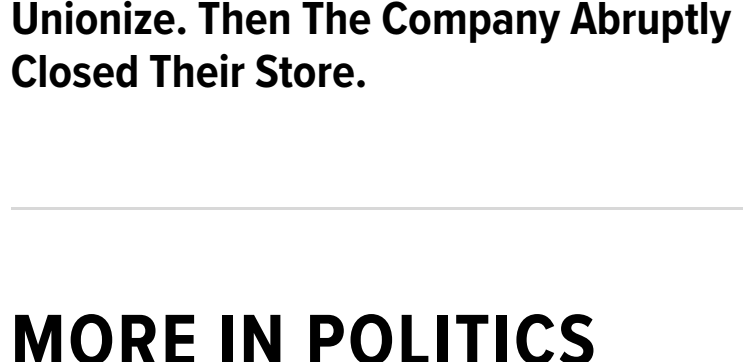 Unionize. Then The Company Abruptly
Closed Their Store.
MORE IN POLITICS